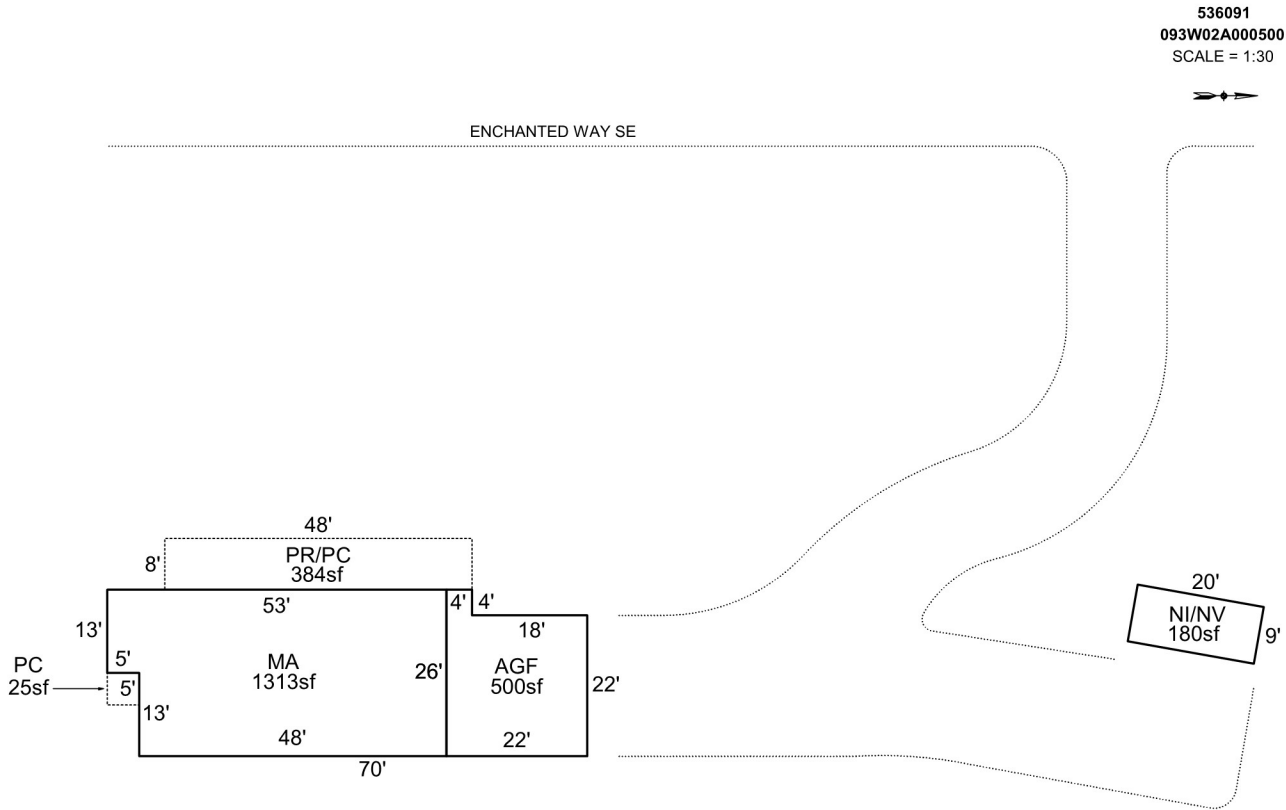 536091
093W02A000500
SCALE = 1:30
ENCHANTED WAY SE
48'
8'
PR/PC
384sf
53'
4'
4'
13'
18'
5'
PC
25sf
5'
MA
1313sf
26'
AGF
500sf
22'
13'
48'
22'
70'
20'
NI/NV
180sf
9'